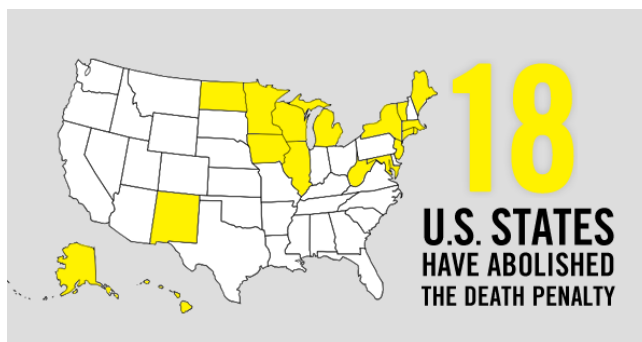 18
U.S. STATES
HAVE ABOLISHED
THE DEATH PENALTY